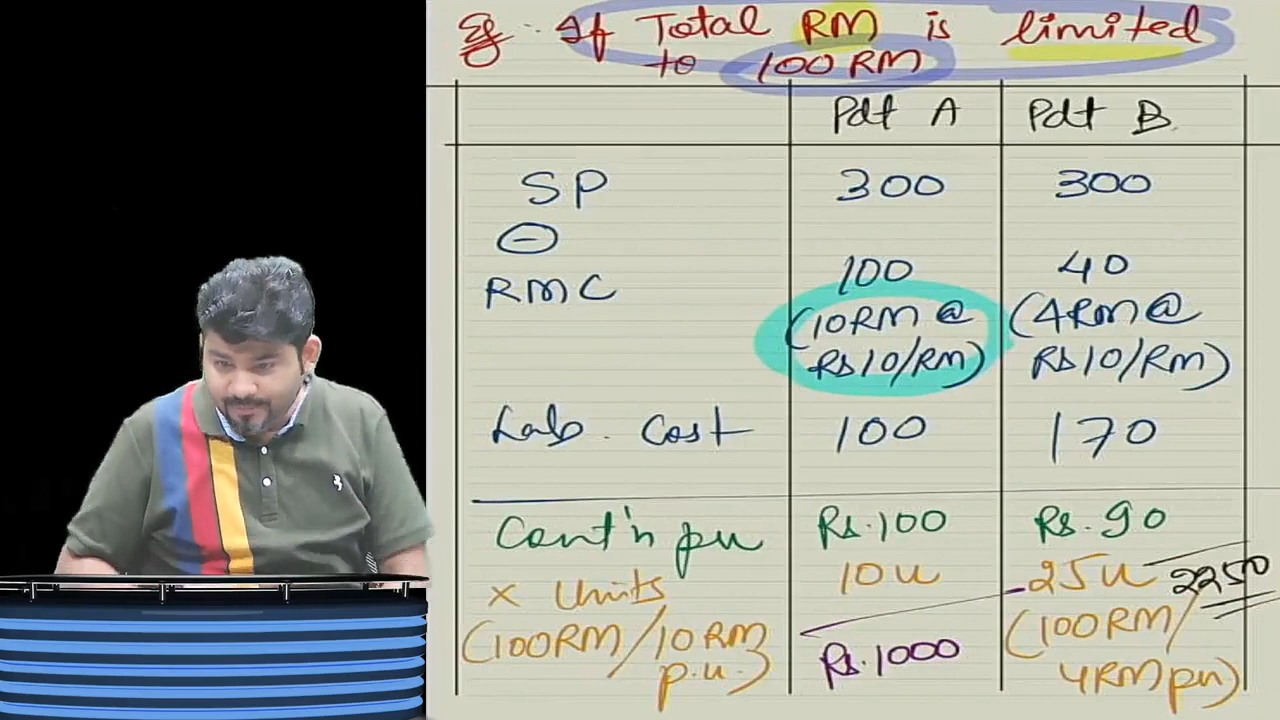 Eg. If Total RM is limited
to 100 RM
Pdt A Pdt B
SP 300 300
⊖
RMC 100 40
(10RM @ (4RM @
Rs10/RM) Rs10/RM)
Lab. Cost 100 170
Cont'n pu Rs.100 Rs.90
x Units 10u 25u 2250
(100RM/10RM (100RM/
p.u.) Rs.1000 4RM pu)